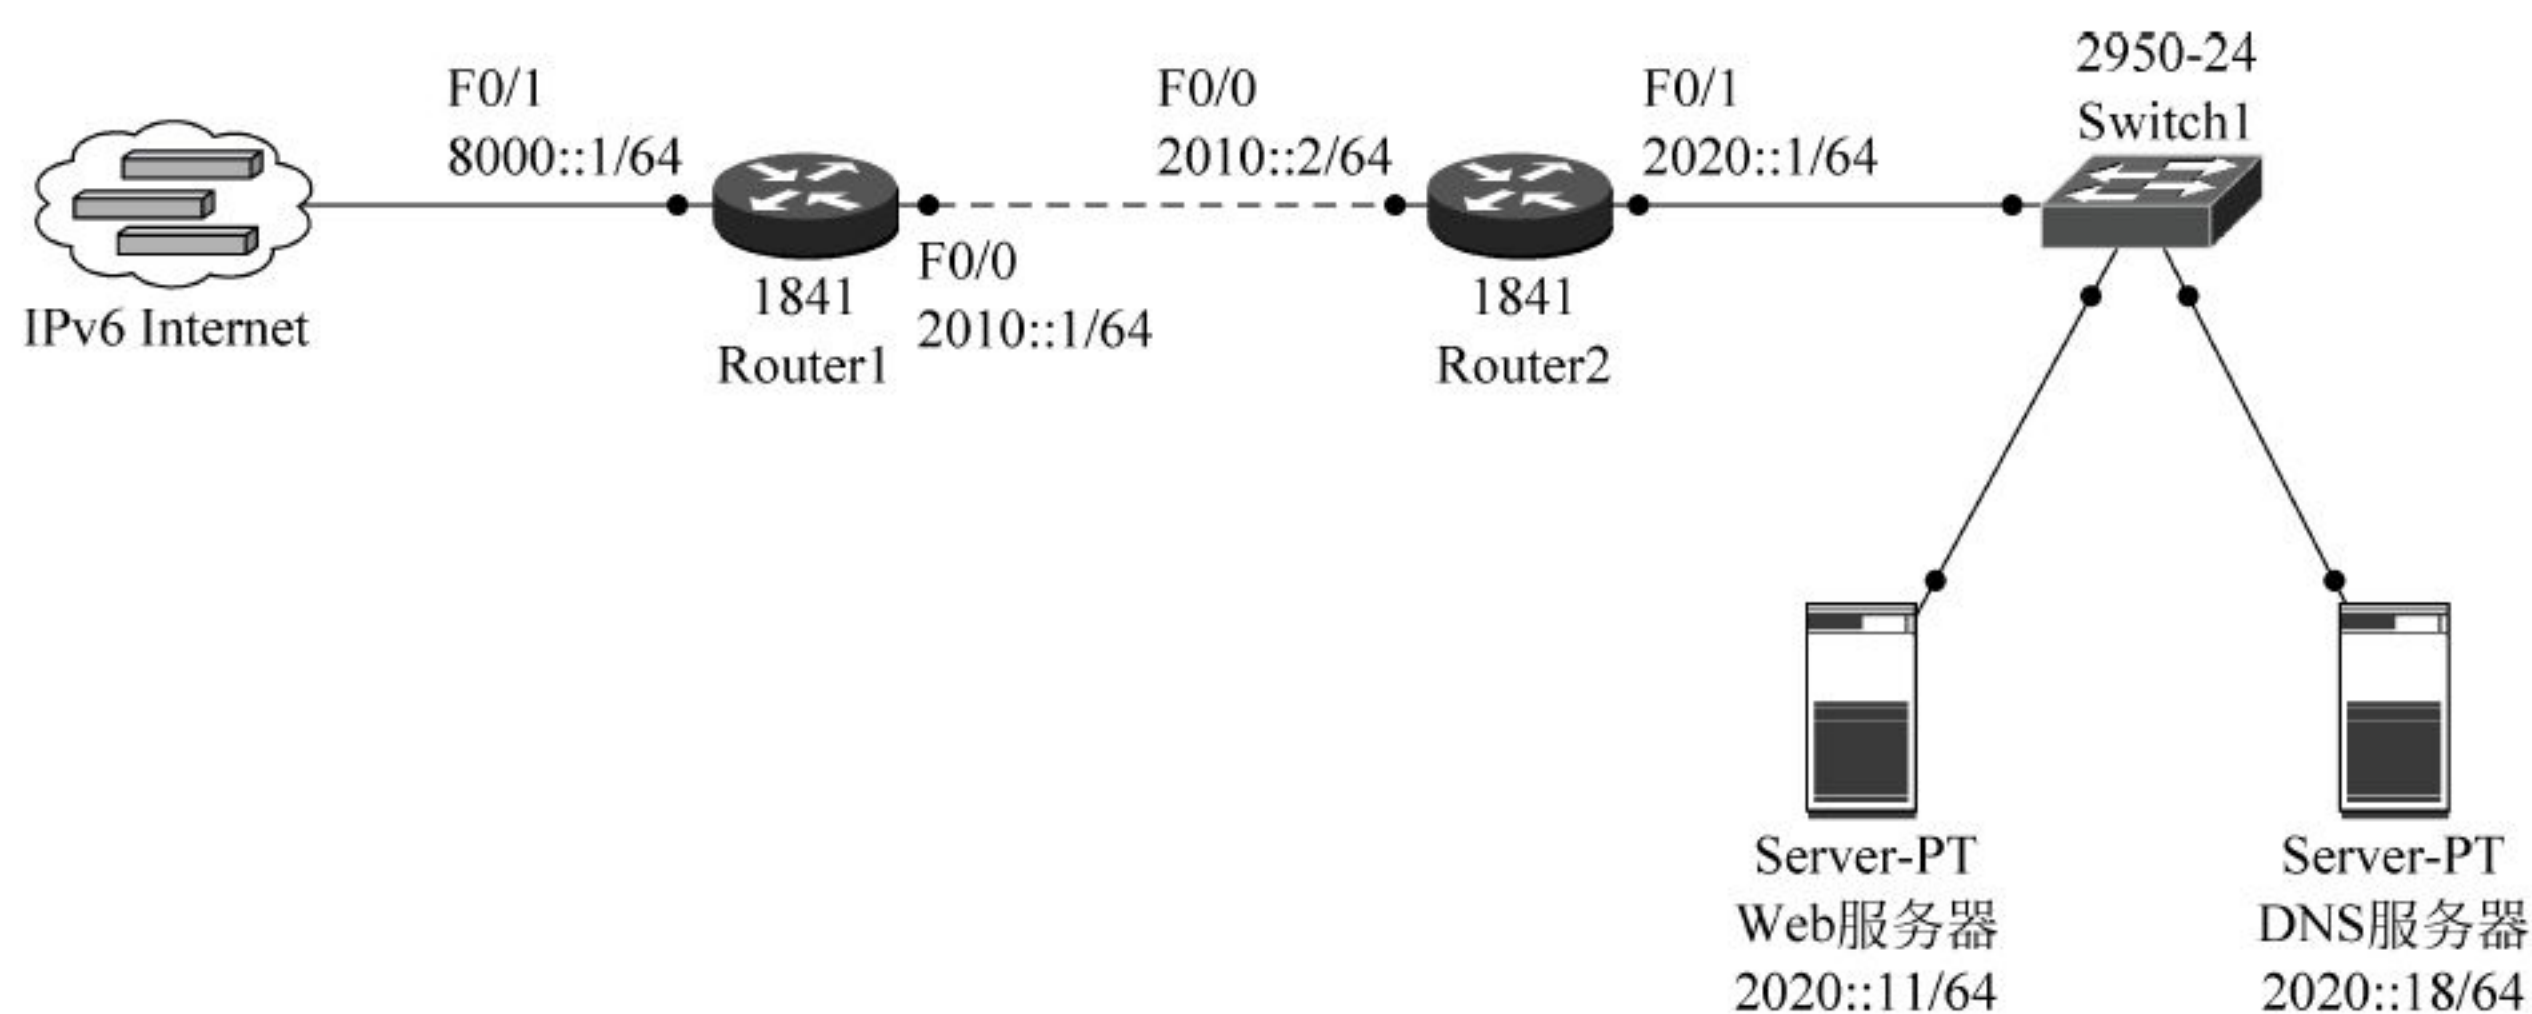 IPv6 Internet
F0/1
8000::1/64
1841
Router1
F0/0
2010::1/64
F0/0
2010::2/64
1841
Router2
F0/1
2020::1/64
2950-24
Switch1
Server-PT
Web服务器
2020::11/64
Server-PT
DNS服务器
2020::18/64